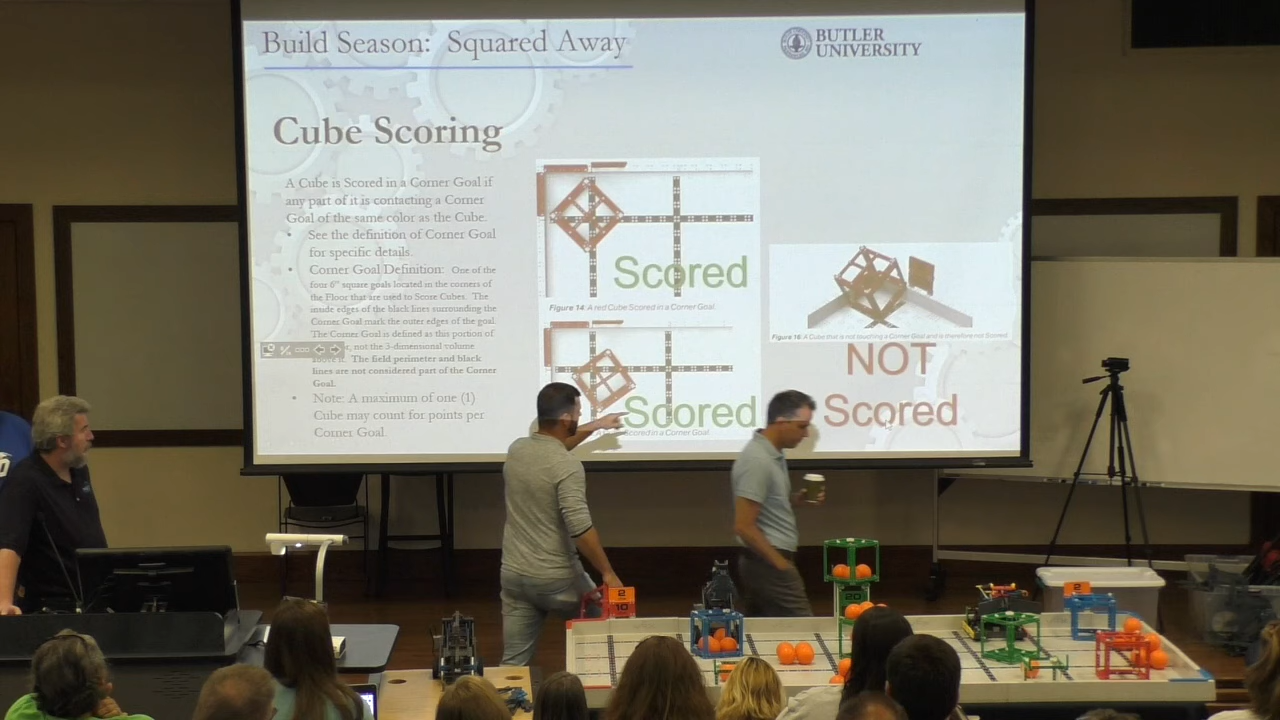 Build Season: Squared Away
BUTLER
UNIVERSITY
Cube Scoring
A Cube is Scored in a Corner Goal if
any part of it is contacting a Corner
Goal of the same color as the Cube.
• See the definition of Corner Goal
for specific details.
• Corner Goal Definition: One of the
four 6" square goals located in the corners of
the Floor that are used to Score Cubes. The
inside edges of the black lines surrounding the
Corner Goal mark the outer edges of the goal.
The Corner Goal is defined as this portion of
not the 3-dimensional volume
above it. The field perimeter and black
lines are not considered part of the Corner
Goal.
• Note: A maximum of one (1)
Cube may count for points per
Corner Goal.
Scored
Figure 14: A red Cube Scored in a Corner Goal.
Scored
Scored in a Corner Goal.
Figure 16: A Cube that is not touching a Corner Goal and is therefore not Scored.
NOT
Scored
2
10
20
2